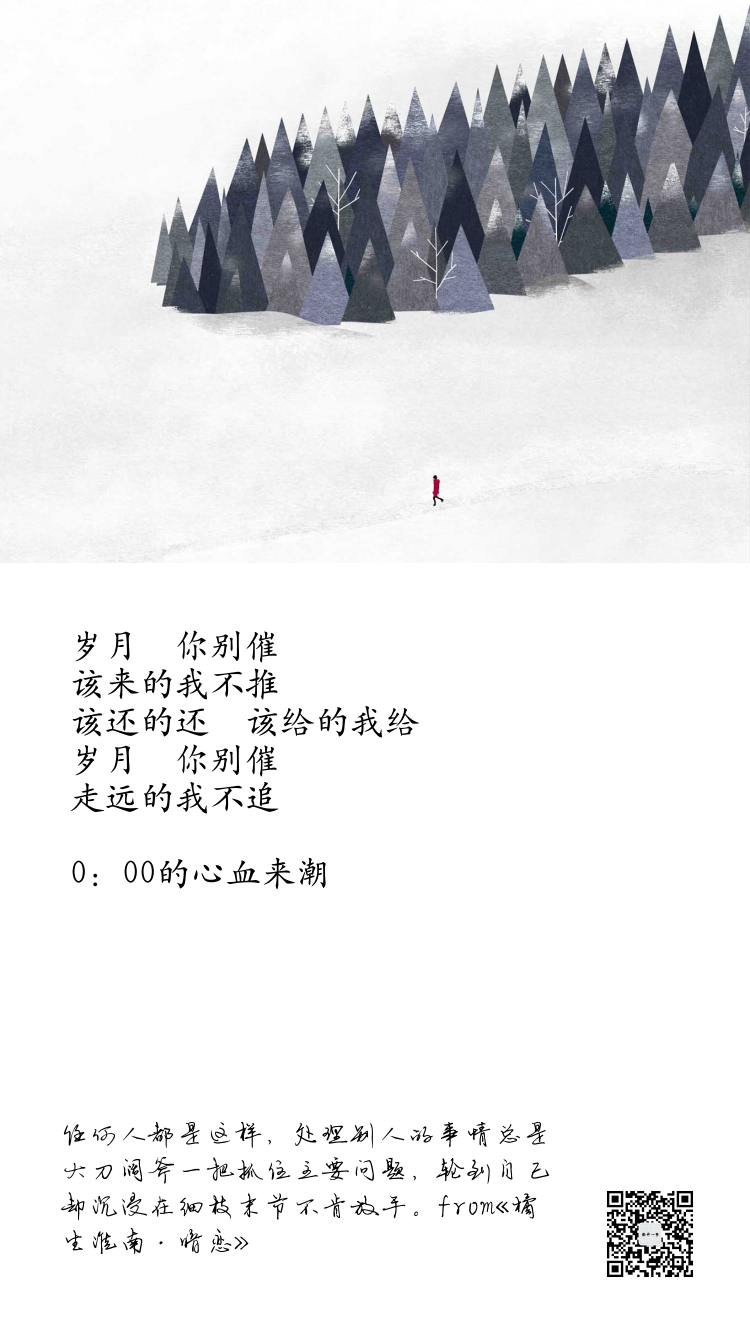 岁月　你别催
该来的我不推
该还的还　该给的我给
岁月　你别催
走远的我不追
0：00的心血来潮
任何人都是这样，处理别人的事情总是
大刀阔斧一把抓住主要问题，轮到自己
却沉浸在细枝末节不肯放手。from《橘
生淮南·暗恋》